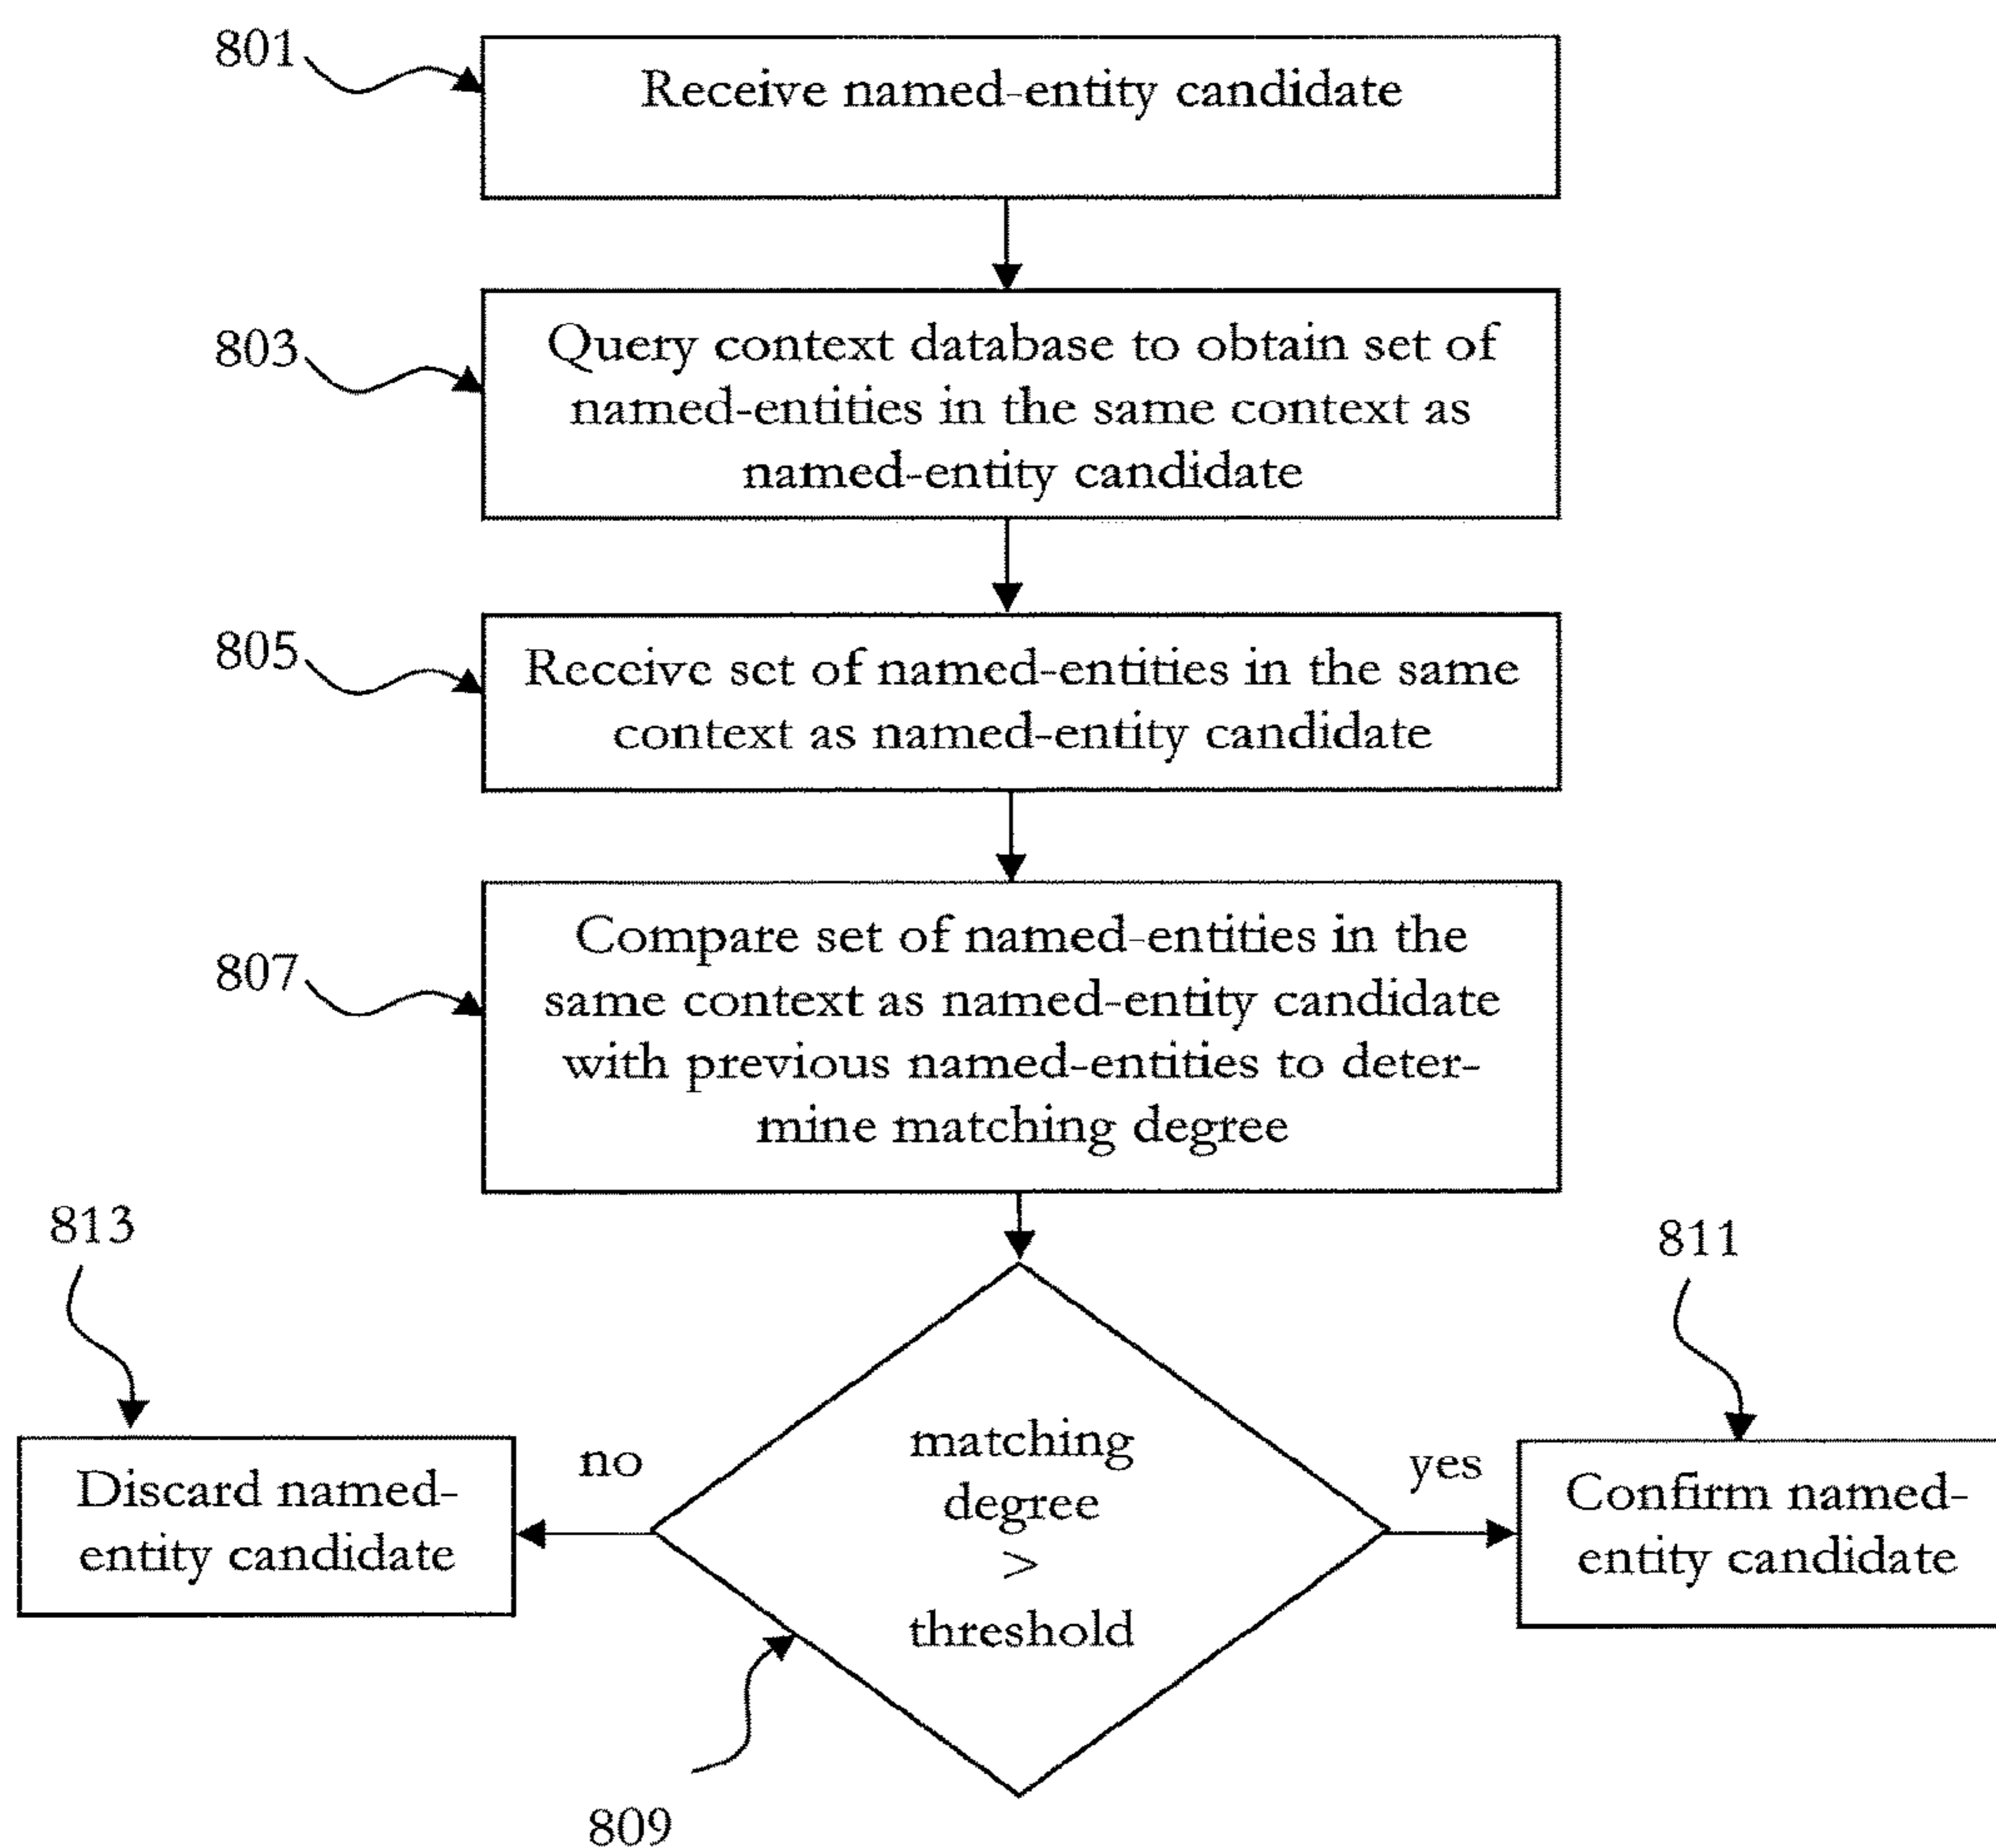 801
Receive named-entity candidate
803
Query context database to obtain set of
named-entities in the same context as
named-entity candidate
805
Receive set of named-entities in the same
context as named-entity candidate
807
Compare set of named-entities in the
same context as named-entity candidate
with previous named-entities to deter-
mine matching degree
813
811
matching
degree
>
threshold
no
yes
Discard named-
entity candidate
Confirm named-
entity candidate
809